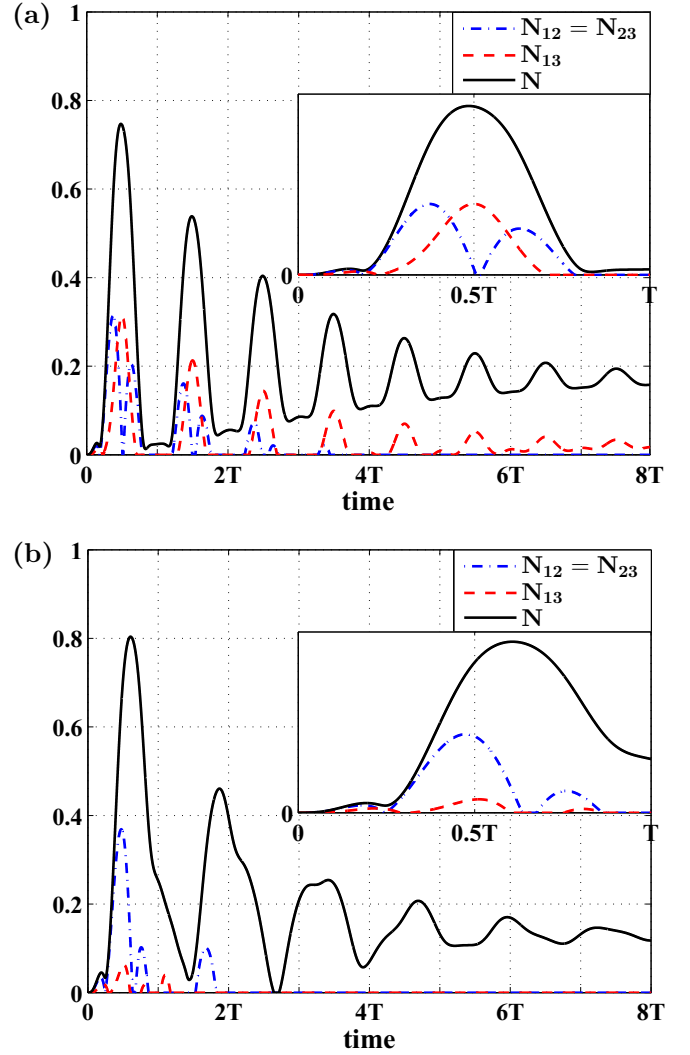 (a)
1
0.8
0.6
0.4
0.2
0
N₁₂ = N₂₃
N₁₃
N
0
0 0.5T T
0 2T 4T 6T 8T
time
(b)
1
0.8
0.6
0.4
0.2
0
N₁₂ = N₂₃
N₁₃
N
0
0 0.5T T
0 2T 4T 6T 8T
time